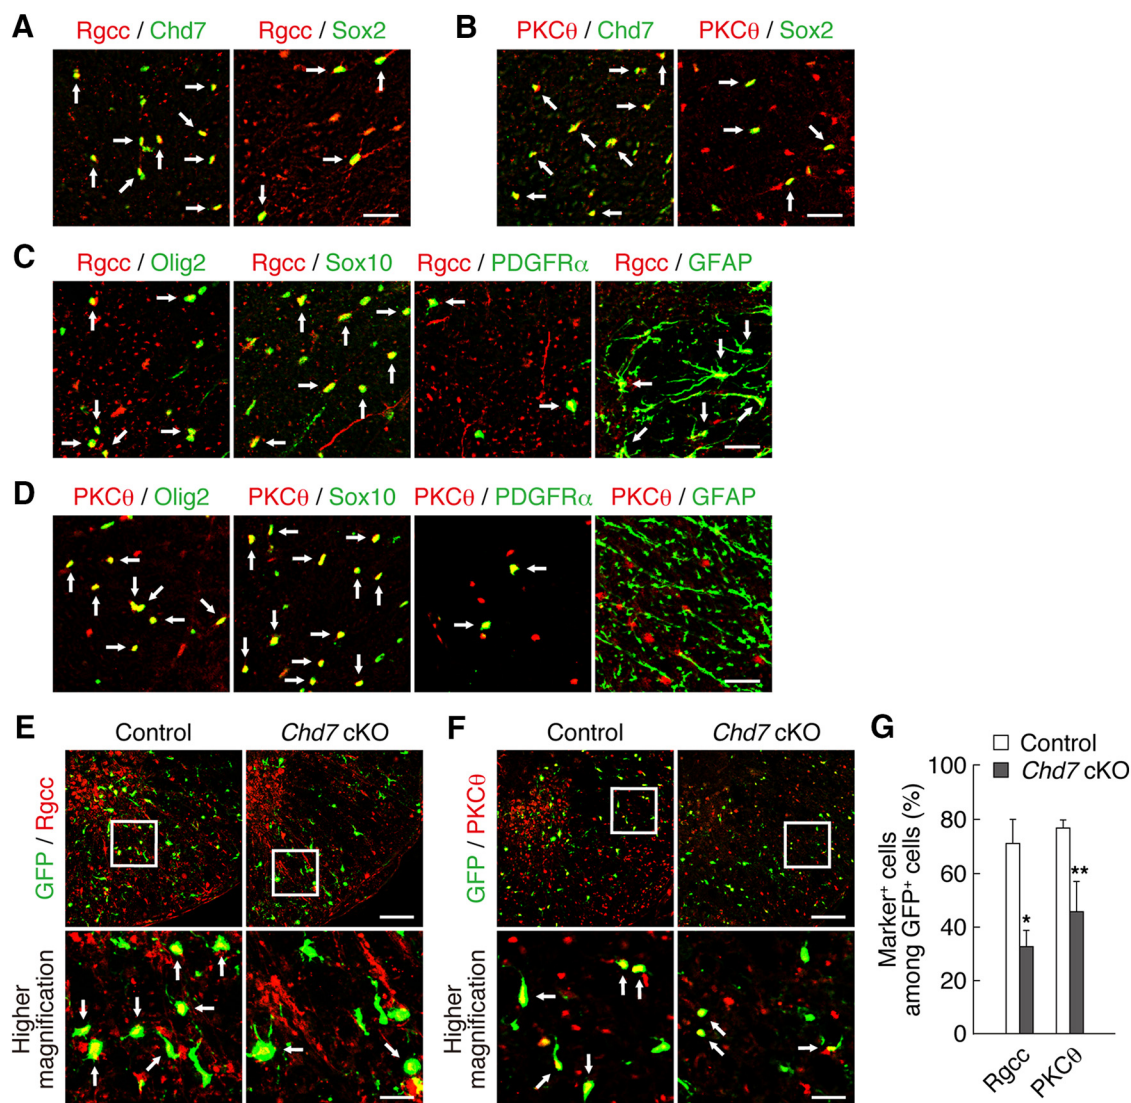 A
Rgcc / Chd7
Rgcc / Sox2
B
PKCθ / Chd7
PKCθ / Sox2
C
Rgcc / Olig2
Rgcc / Sox10
Rgcc / PDGFRα
Rgcc / GFAP
D
PKCθ / Olig2
PKCθ / Sox10
PKCθ / PDGFRα
PKCθ / GFAP
E
Control
Chd7 cKO
GFP / Rgcc
Higher
magnification
F
Control
Chd7 cKO
GFP / PKCθ
Higher
magnification
G
Control
Chd7 cKO
Marker⁺ cells
among GFP⁺ cells (%)
100
80
60
40
20
0
*
**
Rgcc
PKCθ